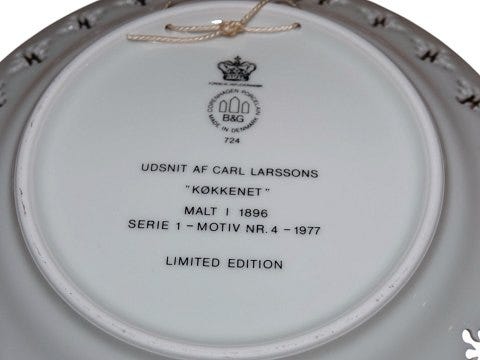 COPENHAGEN PORCELAIN
B&G
MADE IN DENMARK
724
UDSNIT AF CARL LARSSONS
"KØKKENET"
MALT I 1896
SERIE 1 - MOTIV NR. 4 - 1977
LIMITED EDITION